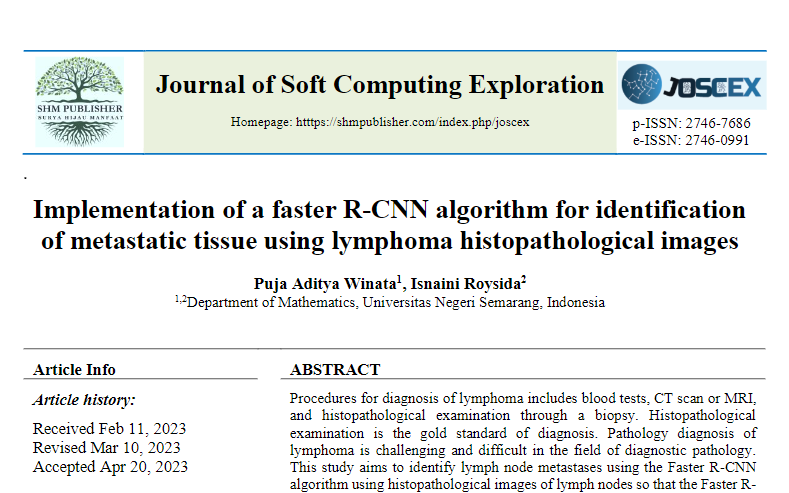 Journal of Soft Computing Exploration
SHM PUBLISHER
SURYA HIJAU MANFAAT
JOSCEX
Homepage: htttps://shmpublisher.com/index.php/joscex
p-ISSN: 2746-7686
e-ISSN: 2746-0991
.
Implementation of a faster R-CNN algorithm for identification
of metastatic tissue using lymphoma histopathological images
Puja Aditya Winata1, Isnaini Roysida2
1,2Department of Mathematics, Universitas Negeri Semarang, Indonesia
Article Info
Article history:
Received Feb 11, 2023
Revised Mar 10, 2023
Accepted Apr 20, 2023
ABSTRACT
Procedures for diagnosis of lymphoma includes blood tests, CT scan or MRI,
and histopathological examination through a biopsy. Histopathological
examination is the gold standard of diagnosis. Pathology diagnosis of
lymphoma is challenging and difficult in the field of diagnostic pathology.
This study aims to identify lymph node metastases using the Faster R-CNN
algorithm using histopathological images of lymph nodes so that the Faster R-